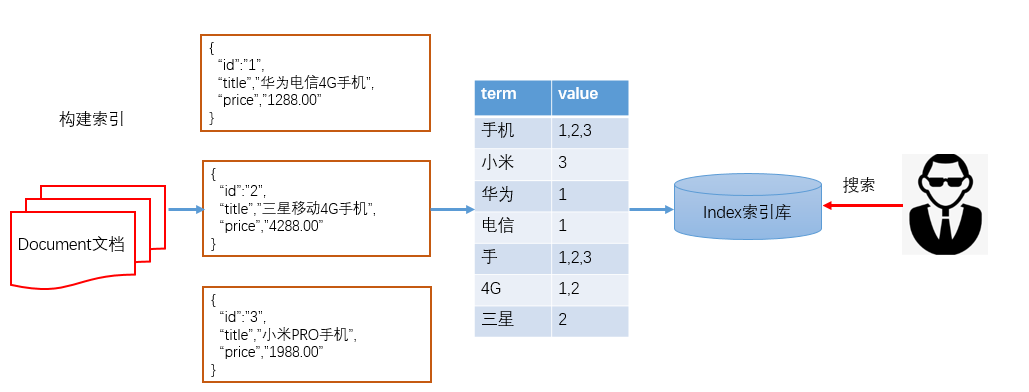 构建索引
Document文档
{
“id”:”1”,
“title”,”华为电信4G手机”,
“price”,”1288.00”
}
{
“id”:”2”,
“title”,”三星移动4G手机”,
“price”,”4288.00”
}
{
“id”:”3”,
“title”,”小米PRO手机”,
“price”,”1988.00”
}
term value
手机 1,2,3
小米 3
华为 1
电信 1
手 1,2,3
4G 1,2
三星 2
Index索引库
搜索